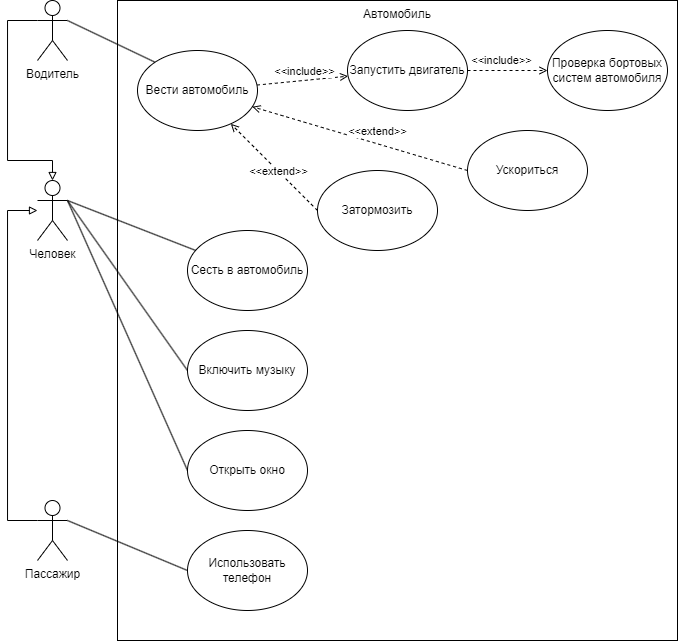 Автомобиль
Водитель
Вести автомобиль
<<include>>
Запустить двигатель
<<include>>
Проверка бортовых
систем автомобиля
<<extend>>
Ускориться
<<extend>>
Затормозить
Человек
Сесть в автомобиль
Включить музыку
Открыть окно
Пассажир
Использовать
телефон